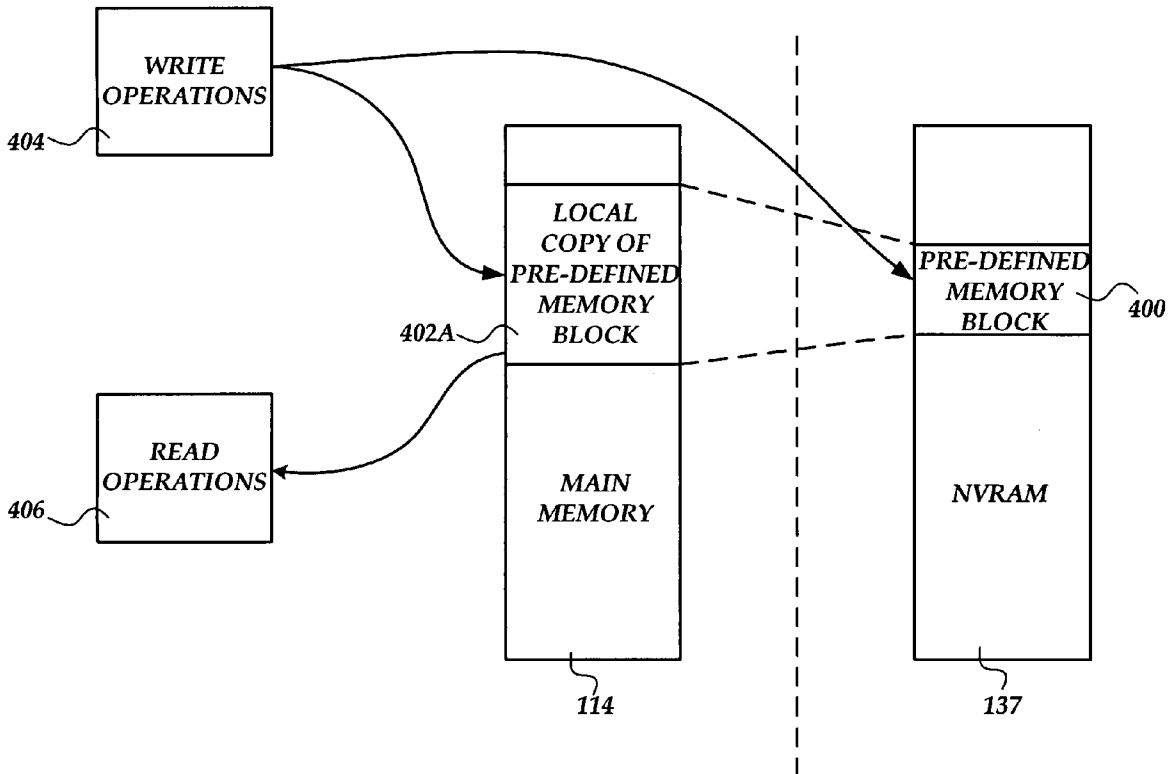 WRITE
OPERATIONS
404
LOCAL
COPY OF
PRE-DEFINED
MEMORY
BLOCK
402A
PRE-DEFINED
MEMORY
BLOCK
400
READ
OPERATIONS
406
MAIN
MEMORY
NVRAM
114
137